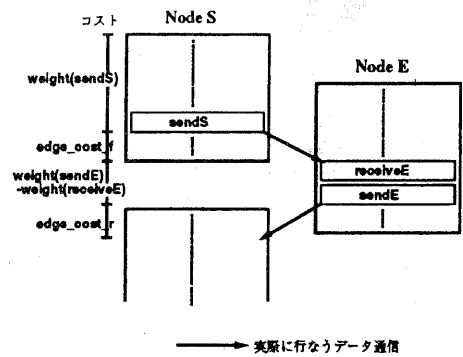 コスト
Node S
weight(sendS)
Node E
sendS
edge_cost_f
weight(sendE)
-weight(receiveE)
receiveE
sendE
edge_cost_r
実際に行なうデータ通信